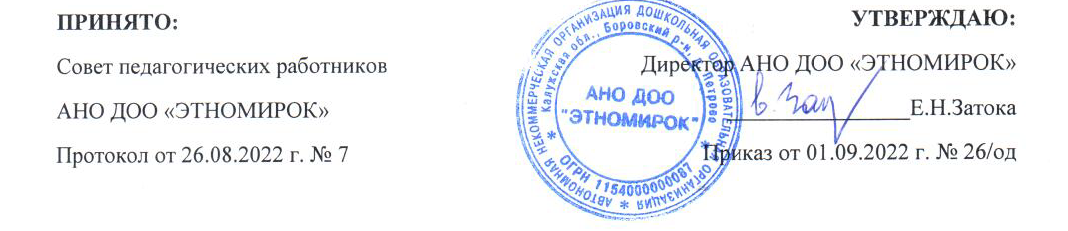 ПРИНЯТО:
Совет педагогических работников
АНО ДОО «ЭТНОМИРОК»
Протокол от 26.08.2022 г. № 7
УТВЕРЖДАЮ:
Директор АНО ДОО «ЭТНОМИРОК»
Е.Н.Затока
Приказ от 01.09.2022 г. № 26/од
АВТОНОМНАЯ НЕКОММЕРЧЕСКАЯ ОРГАНИЗАЦИЯ ДОШКОЛЬНАЯ ОБРАЗОВАТЕЛЬНАЯ ОРГАНИЗАЦИЯ
Калужская обл., Боровский р-н, Петрово
АНО ДОО
"ЭТНОМИРОК"
ОГРН 1154000000087